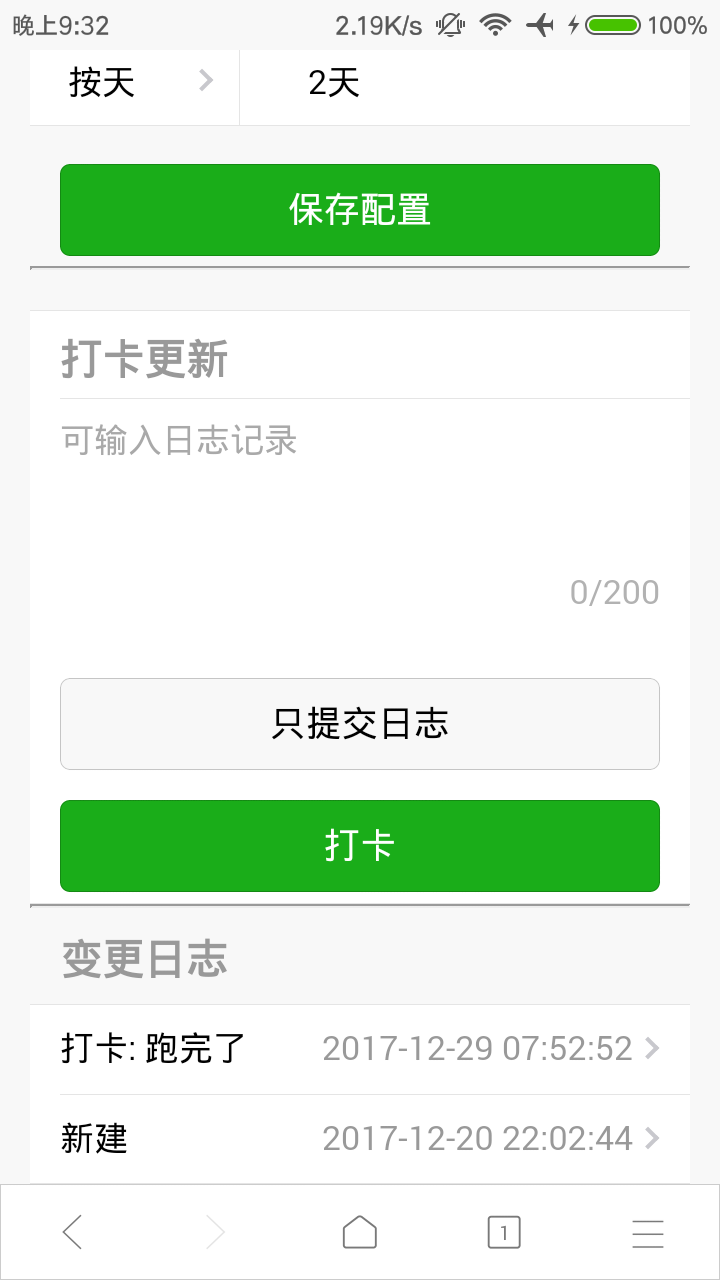 晚上9:32 2.19K/s 100%
按天 2天
保存配置
打卡更新
可输入日志记录
0/200
只提交日志
打卡
变更日志
打卡: 跑完了 2017-12-29 07:52:52
新建 2017-12-20 22:02:44
1